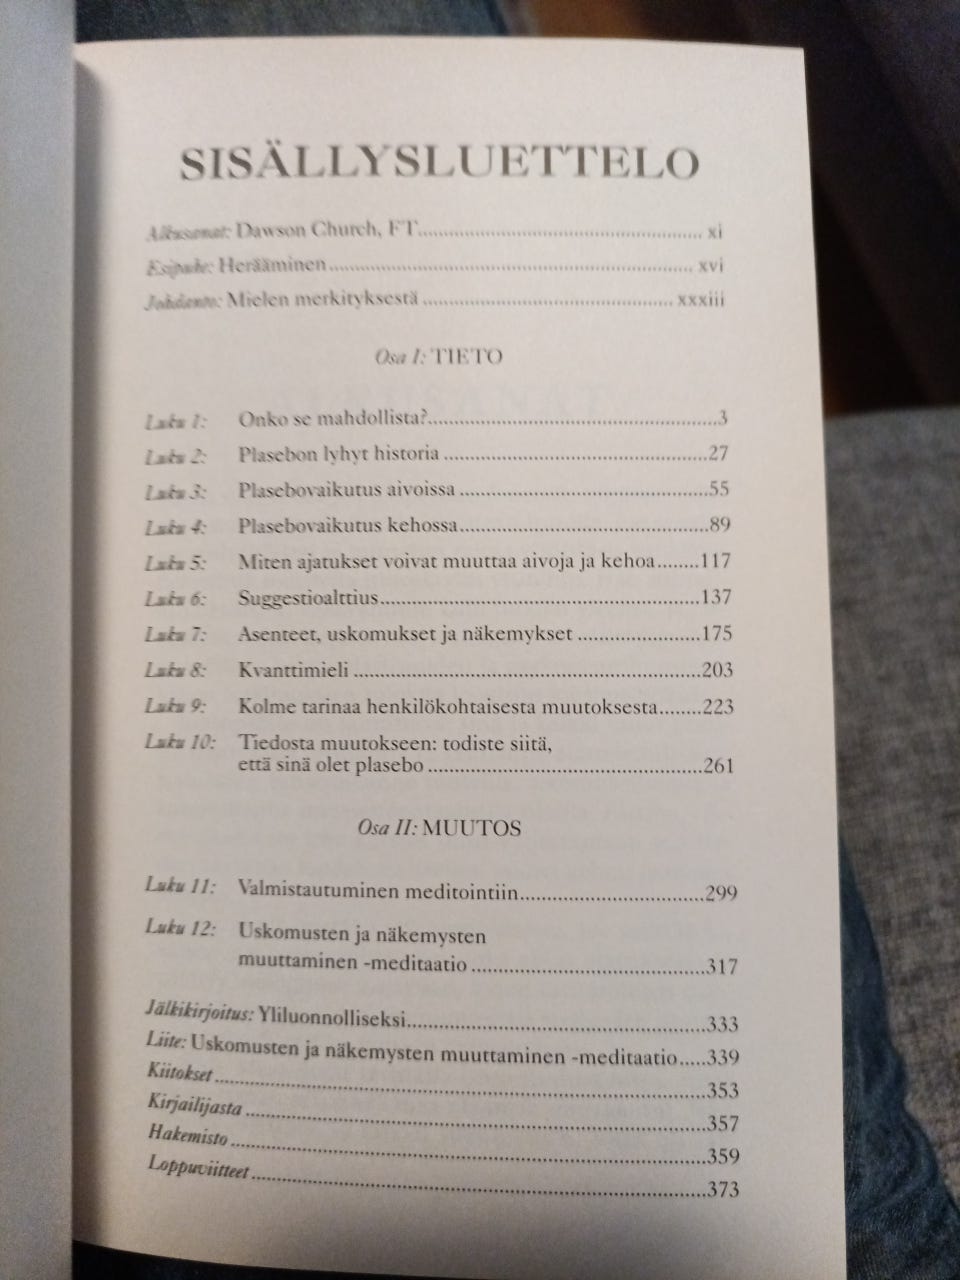 SISÄLLYSLUETTELO
Alkusanat: Dawson Church, FT.......... xi
Esipuhe: Herääminen.......... xvi
Johdanto: Mielen merkityksestä .......... xxxiii
Osa I: TIETO
Luku 1: Onko se mahdollista?..........3
Luku 2: Plasebon lyhyt historia ..........27
Luku 3: Plasebovaikutus aivoissa ..........55
Luku 4: Plasebovaikutus kehossa..........89
Luku 5: Miten ajatukset voivat muuttaa aivoja ja kehoa........117
Luku 6: Suggestioalttius..........137
Luku 7: Asenteet, uskomukset ja näkemykset ..........175
Luku 8: Kvanttimieli ..........203
Luku 9: Kolme tarinaa henkilökohtaisesta muutoksesta........223
Luku 10: Tiedosta muutokseen: todiste siitä,
että sinä olet plasebo ..........261
Osa II: MUUTOS
Luku 11: Valmistautuminen meditointiin..........299
Luku 12: Uskomusten ja näkemysten
muuttaminen -meditaatio ..........317
Jälkikirjoitus: Yliluonnolliseksi..........333
Liite: Uskomusten ja näkemysten muuttaminen -meditaatio.....339
Kiitokset ..........353
Kirjailijasta ..........357
Hakemisto ..........359
Loppuviitteet ..........373